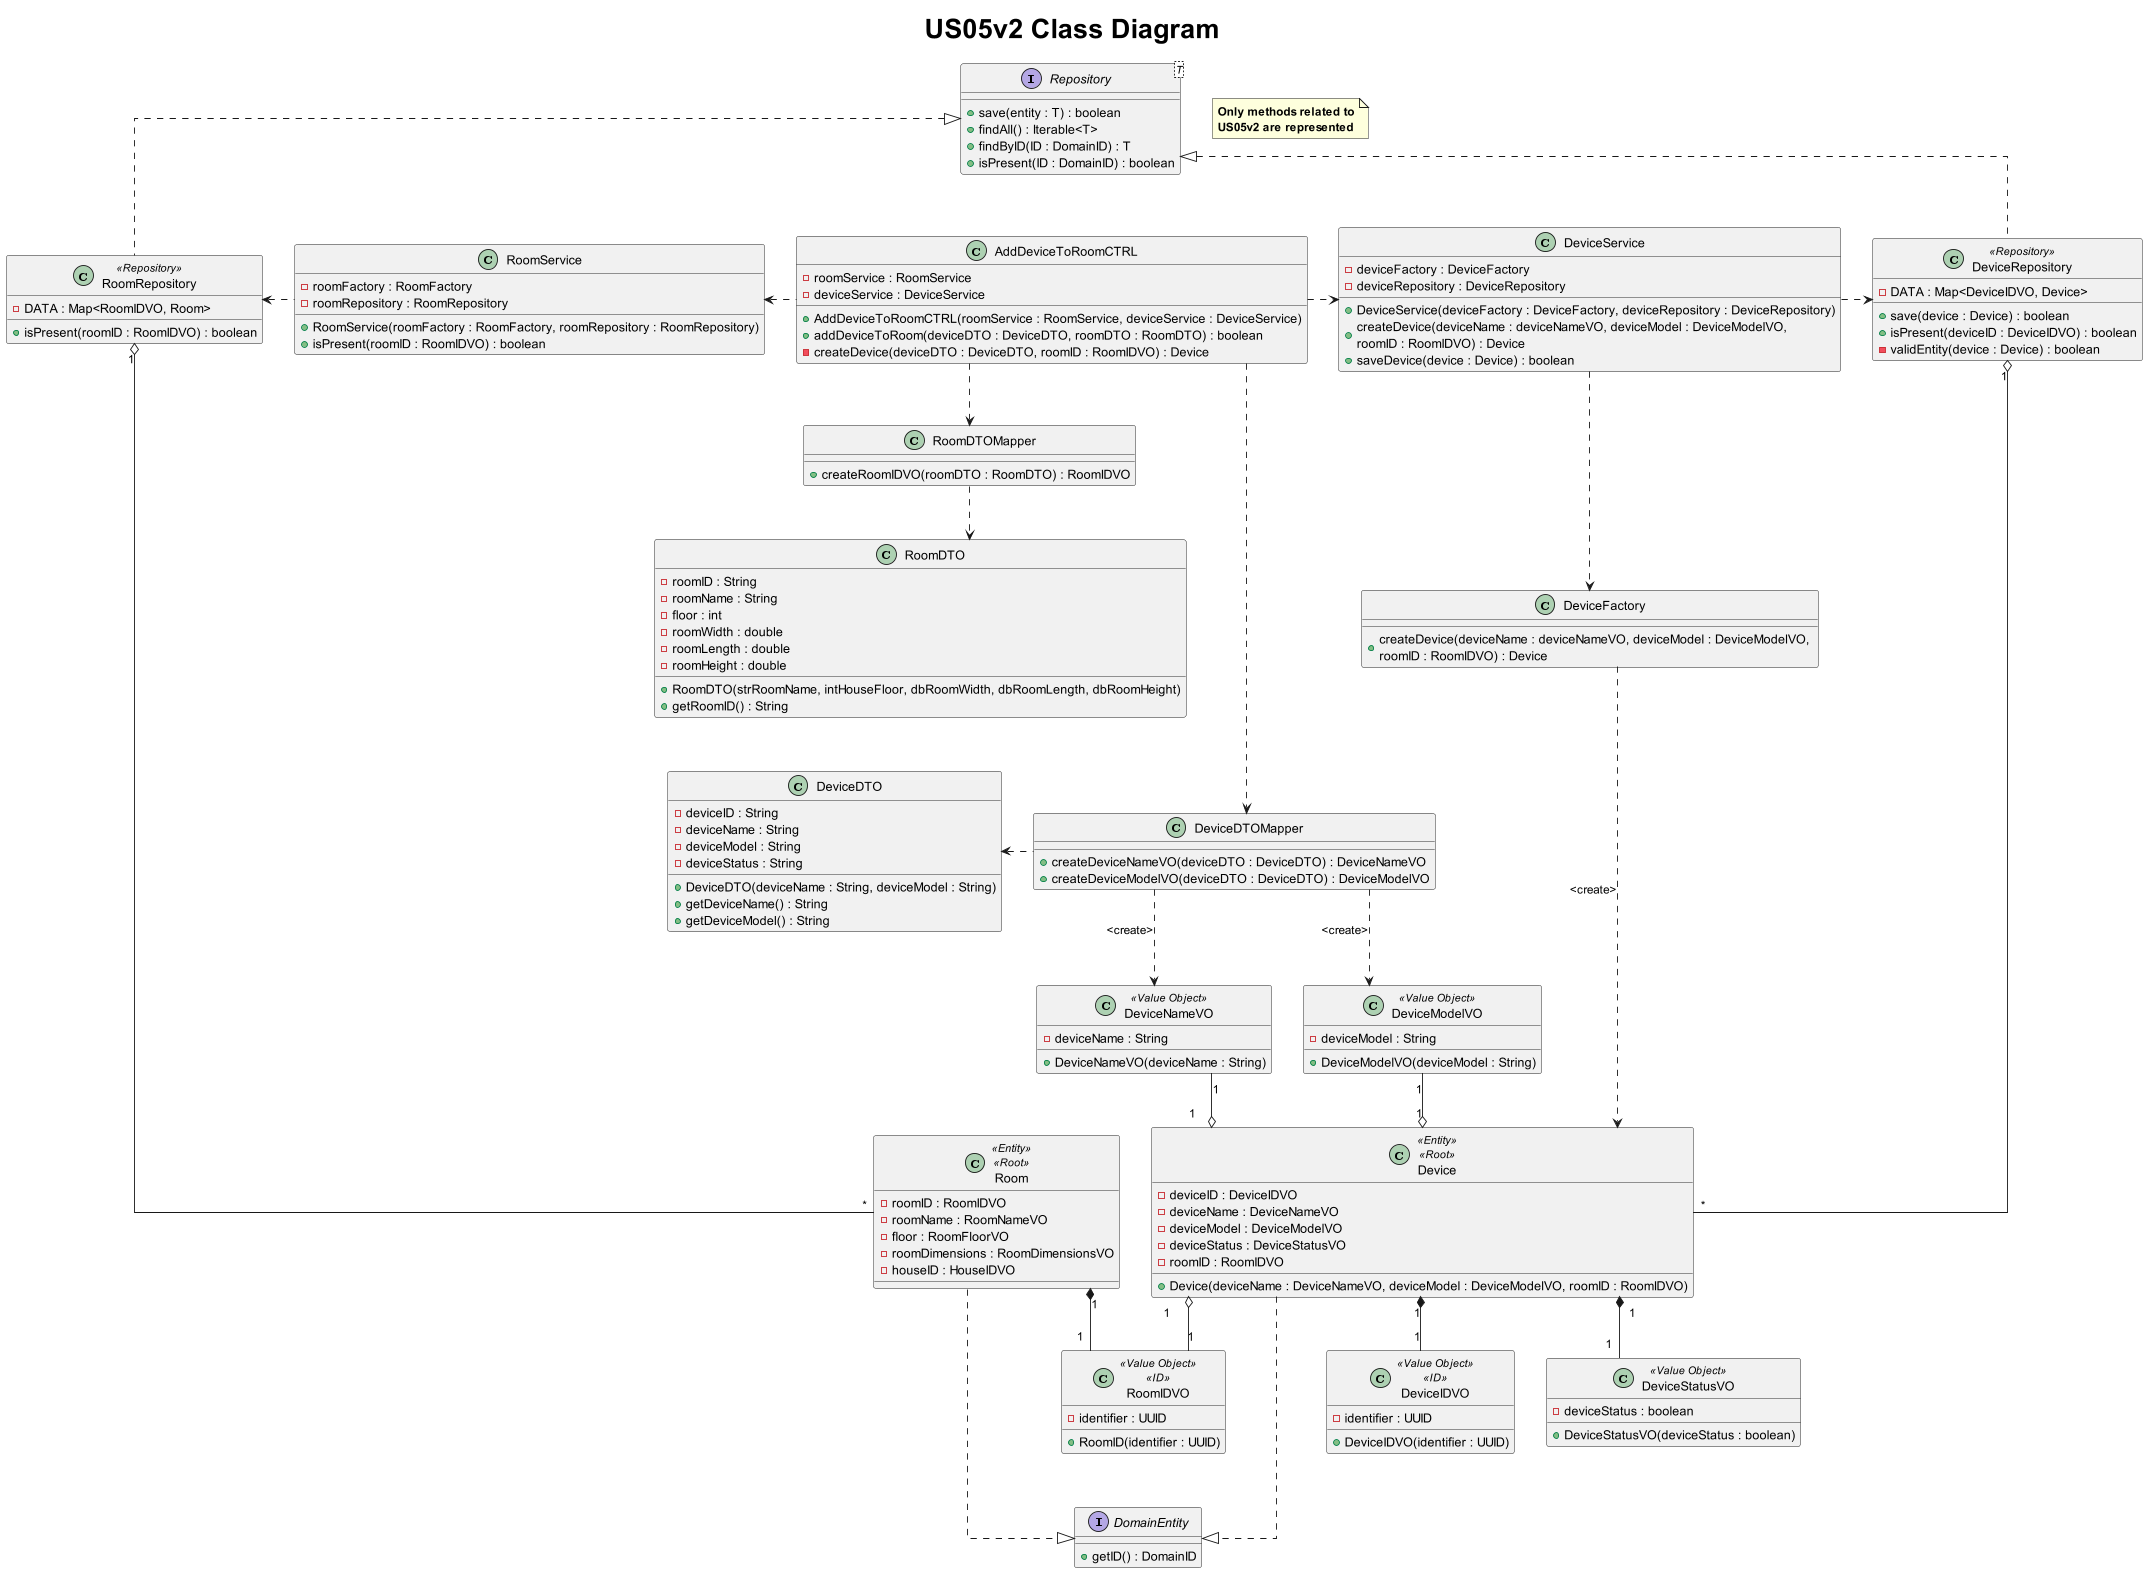 US05v2 Class Diagram
I Repository
T
save(entity : T) : boolean
findAll() : Iterable<T>
findByID(ID : DomainID) : T
isPresent(ID : DomainID) : boolean
Only methods related to
US05v2 are represented
C «Repository»
RoomRepository
DATA : Map<RoomIDVO, Room>
isPresent(roomID : RoomIDVO) : boolean
1
C RoomService
roomFactory : RoomFactory
roomRepository : RoomRepository
RoomService(roomFactory : RoomFactory, roomRepository : RoomRepository)
isPresent(roomID : RoomIDVO) : boolean
C AddDeviceToRoomCTRL
roomService : RoomService
deviceService : DeviceService
AddDeviceToRoomCTRL(roomService : RoomService, deviceService : DeviceService)
addDeviceToRoom(deviceDTO : DeviceDTO, roomDTO : RoomDTO) : boolean
createDevice(deviceDTO : DeviceDTO, roomID : RoomIDVO) : Device
C DeviceService
deviceFactory : DeviceFactory
deviceRepository : DeviceRepository
DeviceService(deviceFactory : DeviceFactory, deviceRepository : DeviceRepository)
createDevice(deviceName : deviceNameVO, deviceModel : DeviceModelVO,
roomID : RoomIDVO) : Device
saveDevice(device : Device) : boolean
C «Repository»
DeviceRepository
DATA : Map<DeviceIDVO, Device>
save(device : Device) : boolean
isPresent(deviceID : DeviceIDVO) : boolean
validEntity(device : Device) : boolean
1
C RoomDTOMapper
createRoomIDVO(roomDTO : RoomDTO) : RoomIDVO
C RoomDTO
roomID : String
roomName : String
floor : int
roomWidth : double
roomLength : double
roomHeight : double
RoomDTO(strRoomName, intHouseFloor, dbRoomWidth, dbRoomLength, dbRoomHeight)
getRoomID() : String
C DeviceFactory
createDevice(deviceName : deviceNameVO, deviceModel : DeviceModelVO,
roomID : RoomIDVO) : Device
C DeviceDTO
deviceID : String
deviceName : String
deviceModel : String
deviceStatus : String
DeviceDTO(deviceName : String, deviceModel : String)
getDeviceName() : String
getDeviceModel() : String
C DeviceDTOMapper
createDeviceNameVO(deviceDTO : DeviceDTO) : DeviceNameVO
createDeviceModelVO(deviceDTO : DeviceDTO) : DeviceModelVO
<create>
<create>
<create>
C «Value Object»
DeviceNameVO
deviceName : String
DeviceNameVO(deviceName : String)
C «Value Object»
DeviceModelVO
deviceModel : String
DeviceModelVO(deviceModel : String)
1
1
1
1
C «Entity»
«Root»
Room
roomID : RoomIDVO
roomName : RoomNameVO
floor : RoomFloorVO
roomDimensions : RoomDimensionsVO
houseID : HouseIDVO
*
C «Entity»
«Root»
Device
deviceID : DeviceIDVO
deviceName : DeviceNameVO
deviceModel : DeviceModelVO
deviceStatus : DeviceStatusVO
roomID : RoomIDVO
Device(deviceName : DeviceNameVO, deviceModel : DeviceModelVO, roomID : RoomIDVO)
*
1
1
1
1
1
1
1
1
C «Value Object»
«ID»
RoomIDVO
identifier : UUID
RoomID(identifier : UUID)
C «Value Object»
«ID»
DeviceIDVO
identifier : UUID
DeviceIDVO(identifier : UUID)
C «Value Object»
DeviceStatusVO
deviceStatus : boolean
DeviceStatusVO(deviceStatus : boolean)
I DomainEntity
getID() : DomainID